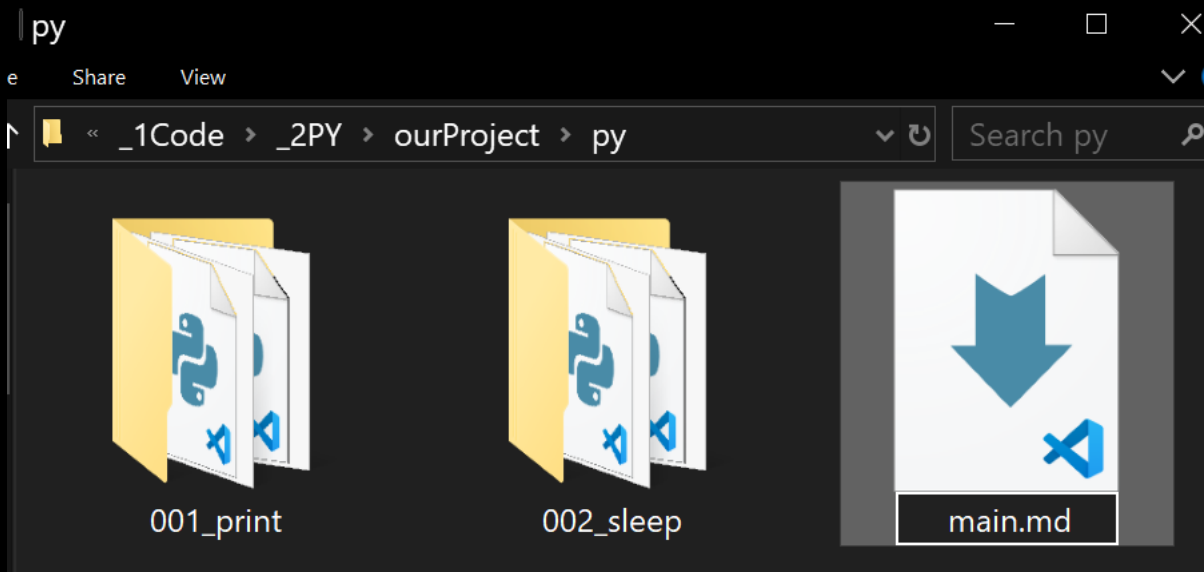 py
e Share View
« _1Code > _2PY > ourProject > py
Search py
001_print
002_sleep
main.md